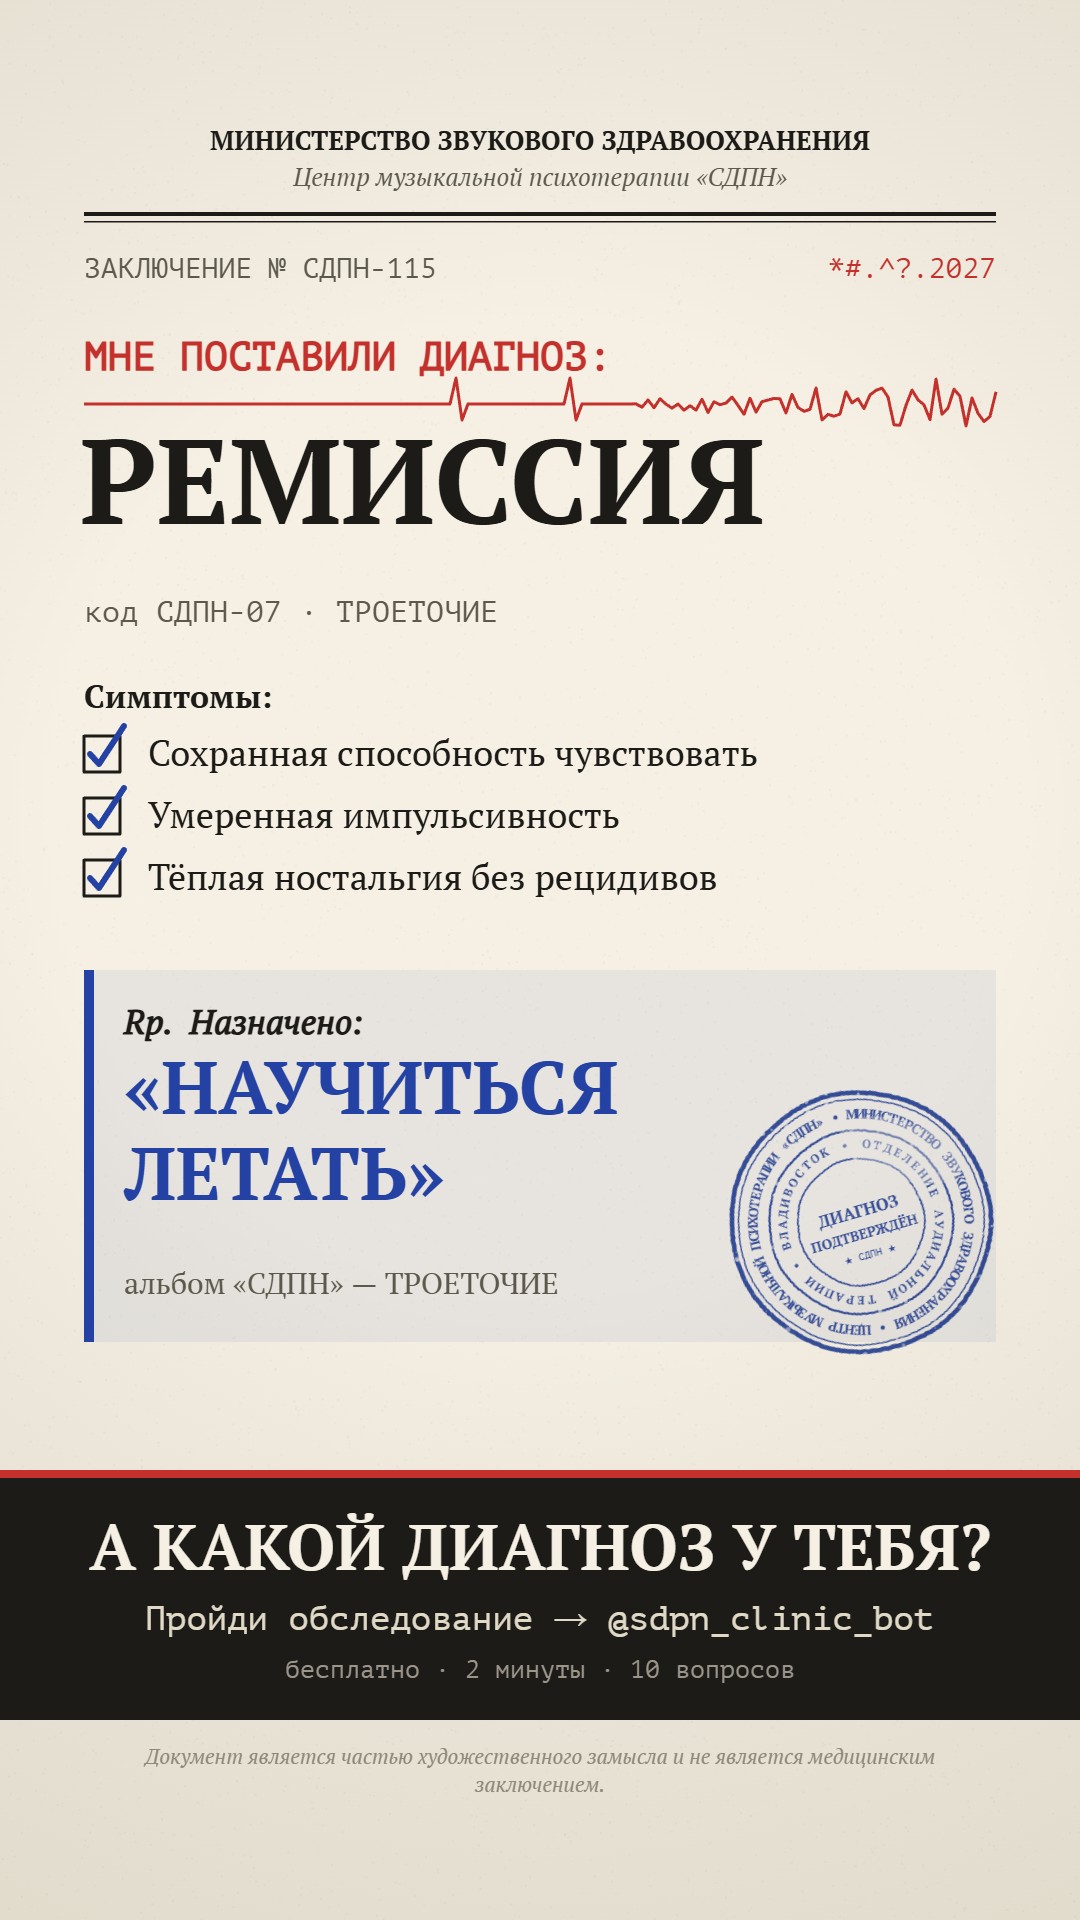 МИНИСТЕРСТВО ЗВУКОВОГО ЗДРАВООХРАНЕНИЯ
Центр музыкальной психотерапии «СДПН»
ЗАКЛЮЧЕНИЕ № СДПН-115
*#.^?.2027
МНЕ ПОСТАВИЛИ ДИАГНОЗ:
РЕМИССИЯ
код СДПН-07 · ТРОЕТОЧИЕ
Симптомы:
Сохранная способность чувствовать
Умеренная импульсивность
Тёплая ностальгия без рецидивов
Rp. Назначено:
«НАУЧИТЬСЯ
ЛЕТАТЬ»
альбом «СДПН» — ТРОЕТОЧИЕ
• МИНИСТЕРСТВО ЗВУКОВОГО ЗДРАВООХРАНЕНИЯ • ЦЕНТР МУЗЫКАЛЬНОЙ ПСИХОТЕРАПИИ «СДПН»
• ОТДЕЛЕНИЕ АУДИАЛЬНОЙ ТЕРАПИИ • ВЛАДИВОСТОК
ДИАГНОЗ
ПОДТВЕРЖДЁН
★ СДПН ★
А КАКОЙ ДИАГНОЗ У ТЕБЯ?
Пройди обследование → @sdpn_clinic_bot
бесплатно · 2 минуты · 10 вопросов
Документ является частью художественного замысла и не является медицинским
заключением.